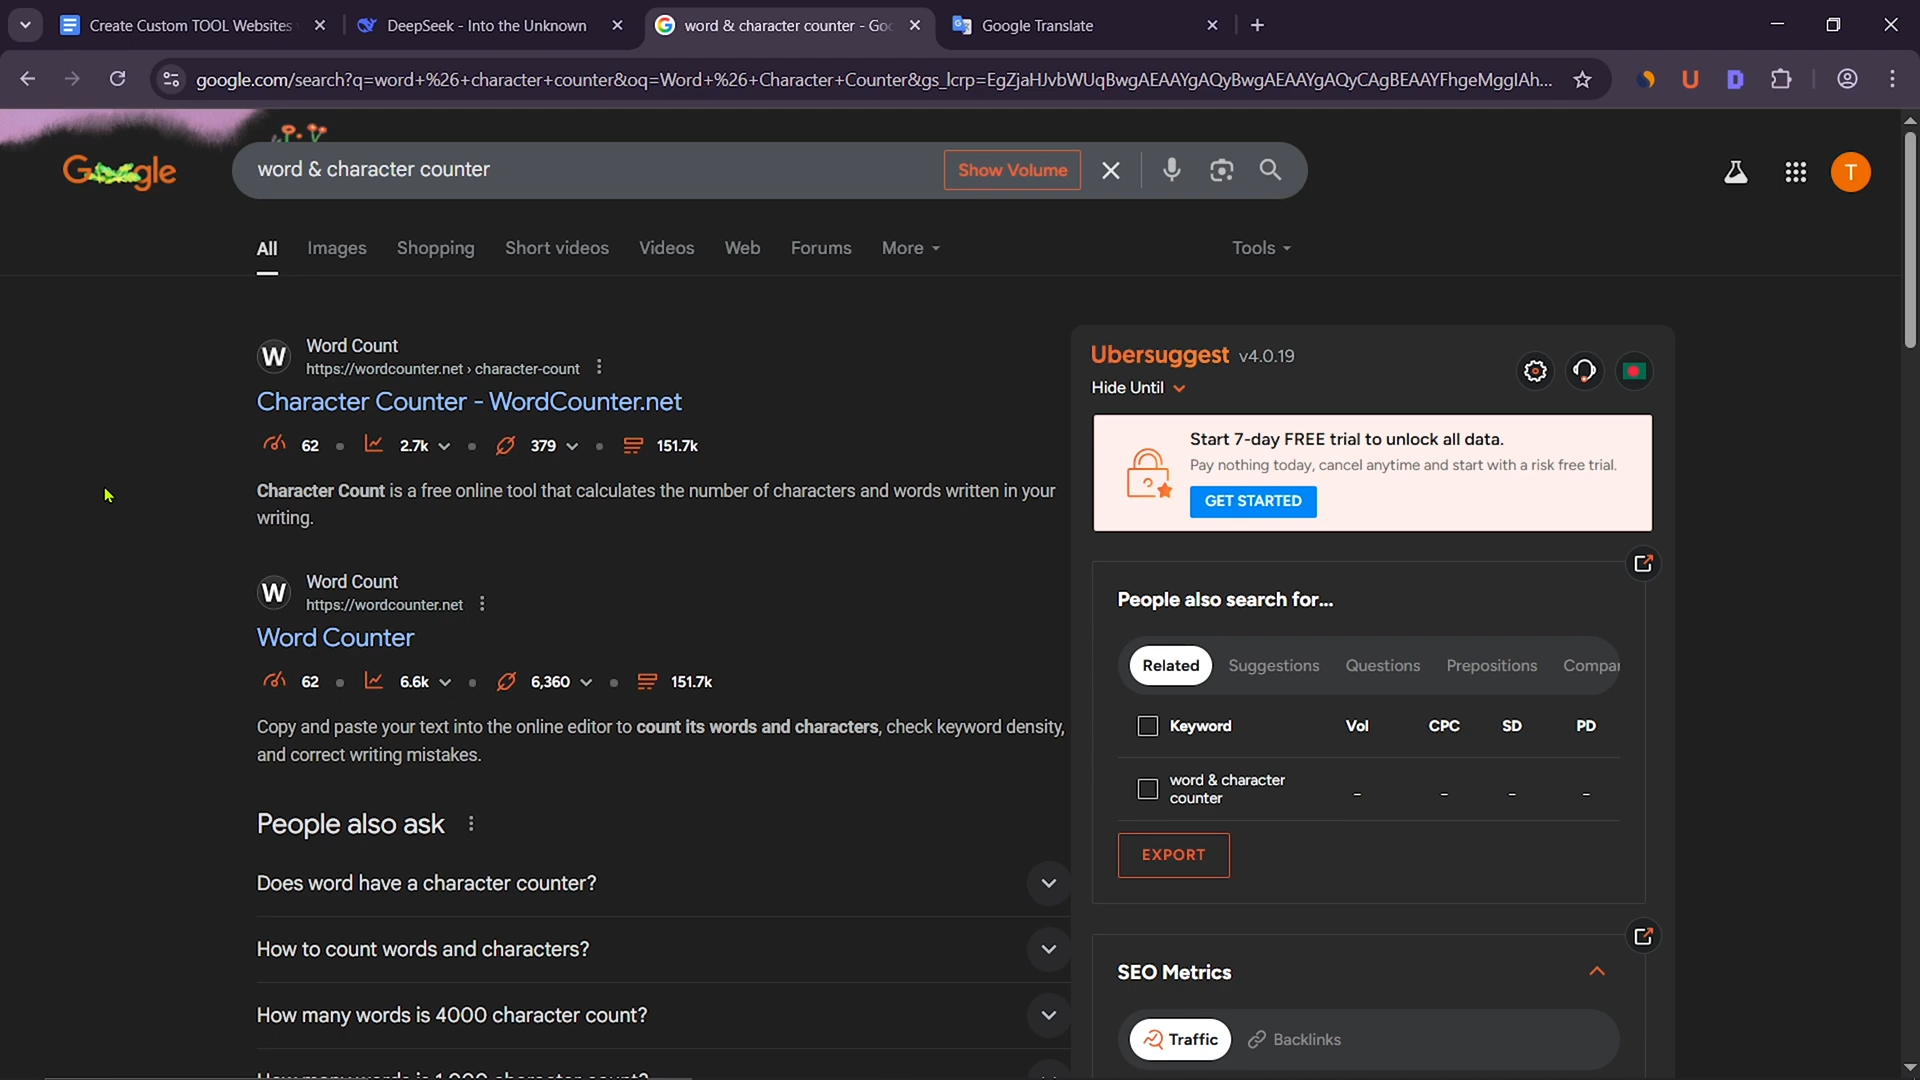 Create Custom TOOL Websites
DeepSeek - Into the Unknown
word & character counter - Goo
Google Translate
google.com/search?q=word+%26+character+counter&oq=Word+%26+Character+Counter&gs_lcrp=EgZjaHJvbWUqBwgAEAAYgAQyBwgAEAAYgAQyCAgBEAAYFhgeMggIAh...
U
D
Google
word & character counter
Show Volume
T
All
Images
Shopping
Short videos
Videos
Web
Forums
More
Tools
W
Word Count
https://wordcounter.net › character-count
Character Counter - WordCounter.net
62
2.7k
379
151.7k
Character Count is a free online tool that calculates the number of characters and words written in your
writing.
W
Word Count
https://wordcounter.net
Word Counter
62
6.6k
6,360
151.7k
Copy and paste your text into the online editor to count its words and characters, check keyword density,
and correct writing mistakes.
People also ask
Does word have a character counter?
How to count words and characters?
How many words is 4000 character count?
Ubersuggest v4.0.19
Hide Until
Start 7-day FREE trial to unlock all data.
Pay nothing today, cancel anytime and start with a risk free trial.
GET STARTED
People also search for...
Related
Suggestions
Questions
Prepositions
Compar
Keyword
Vol
CPC
SD
PD
word & character
counter
-
-
-
-
EXPORT
SEO Metrics
Traffic
Backlinks